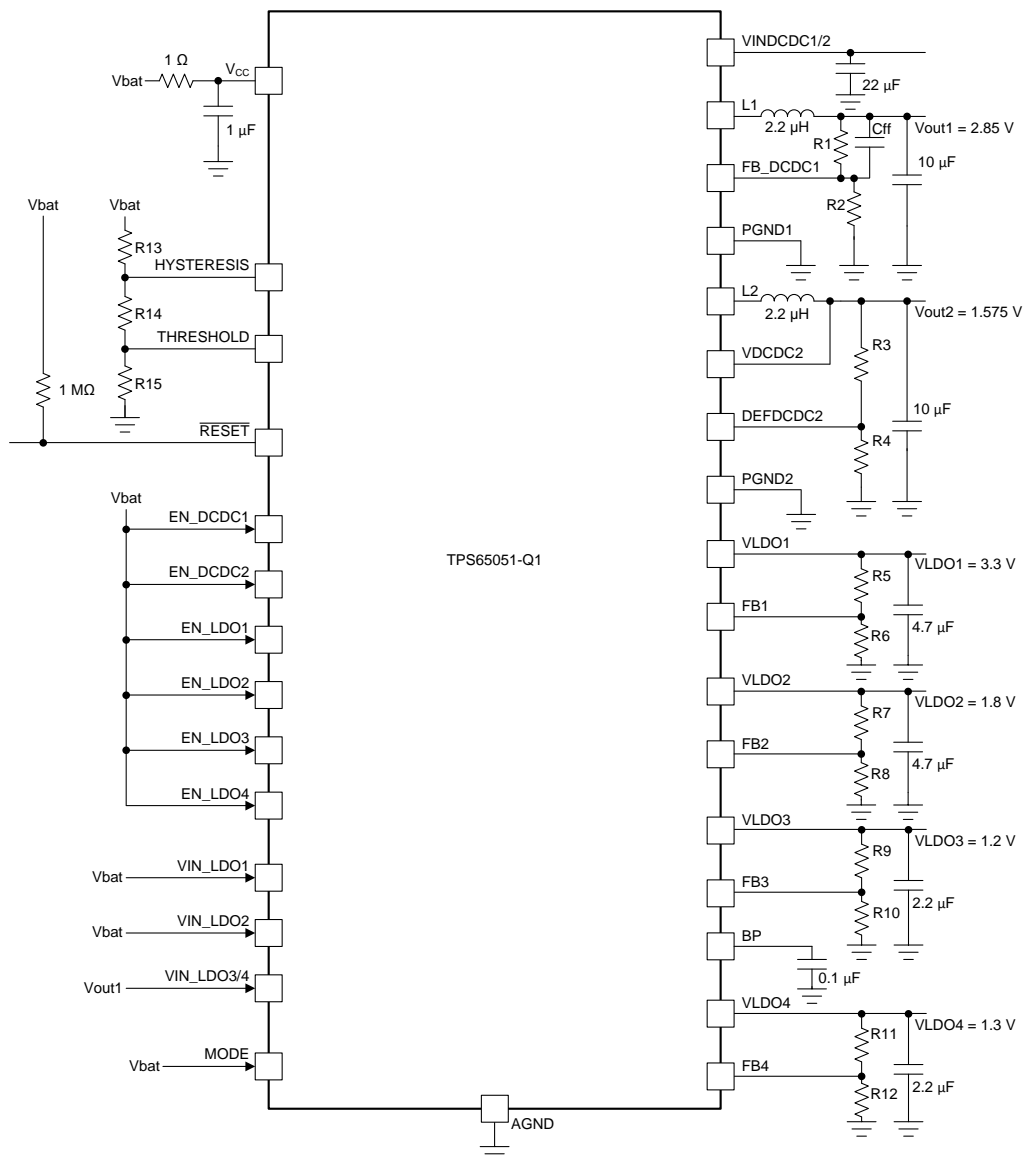 1 Ω
Vbat
VCC
1 µF
Vbat
Vbat
R13
HYSTERESIS
R14
THRESHOLD
R15
1 MΩ
RESET
Vbat
EN_DCDC1
EN_DCDC2
EN_LDO1
EN_LDO2
EN_LDO3
EN_LDO4
VIN_LDO1
Vbat
VIN_LDO2
Vbat
VIN_LDO3/4
Vout1
MODE
Vbat
TPS65051-Q1
AGND
VINDCDC1/2
22 µF
L1
2.2 µH
R1
Cff
Vout1 = 2.85 V
FB_DCDC1
10 µF
R2
PGND1
L2
2.2 µH
Vout2 = 1.575 V
R3
VDCDC2
DEFDCDC2
10 µF
R4
PGND2
VLDO1
VLDO1 = 3.3 V
R5
FB1
4.7 µF
R6
VLDO2
VLDO2 = 1.8 V
R7
FB2
4.7 µF
R8
VLDO3
VLDO3 = 1.2 V
R9
FB3
2.2 µF
R10
BP
0.1 µF
VLDO4
VLDO4 = 1.3 V
R11
FB4
2.2 µF
R12